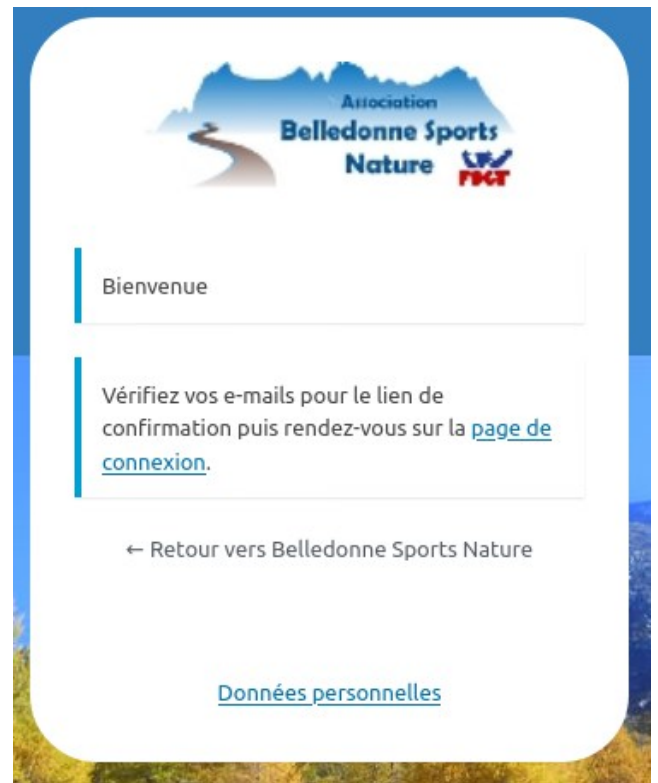 Association
Belledonne Sports
Nature
FSGT
Bienvenue
Vérifiez vos e-mails pour le lien de
confirmation puis rendez-vous sur la page de
connexion.
← Retour vers Belledonne Sports Nature
Données personnelles